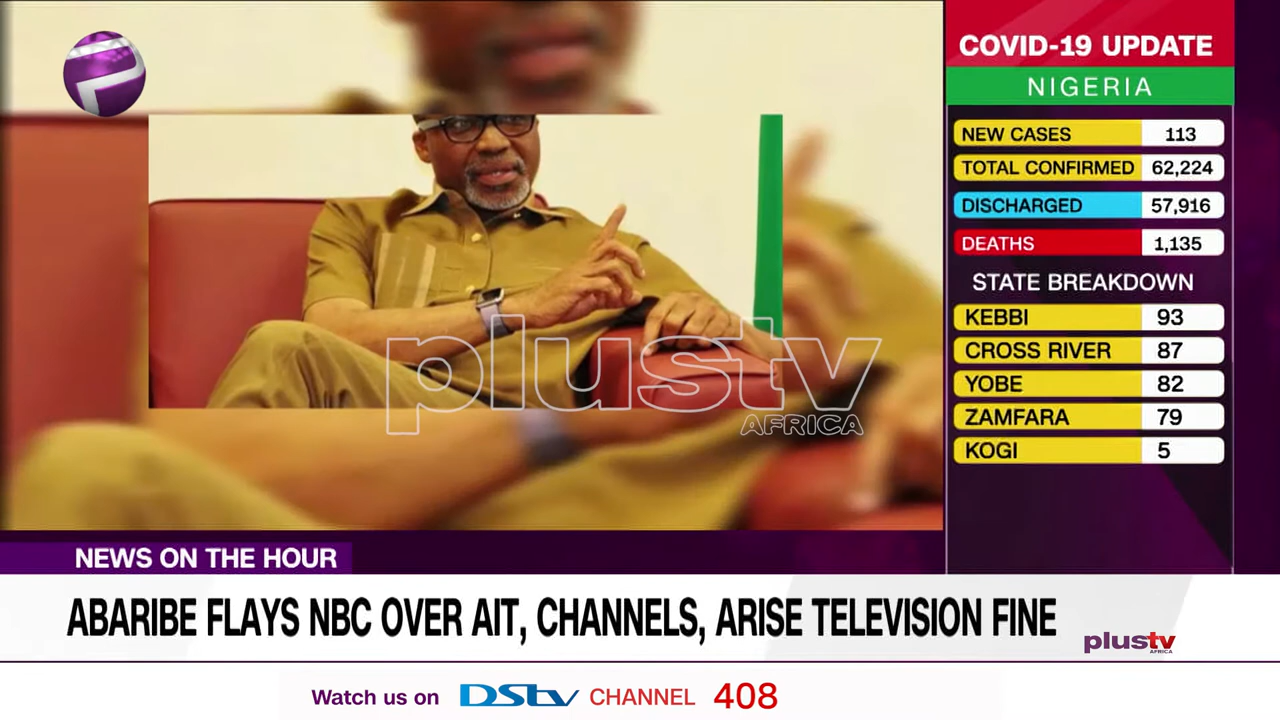 COVID-19 UPDATE
NIGERIA
NEW CASES 113
TOTAL CONFIRMED 62,224
DISCHARGED 57,916
DEATHS 1,135
STATE BREAKDOWN
KEBBI 93
CROSS RIVER 87
YOBE 82
ZAMFARA 79
KOGI 5
plustv
AFRICA
NEWS ON THE HOUR
ABARIBE FLAYS NBC OVER AIT, CHANNELS, ARISE TELEVISION FINE
plustv
AFRICA
Watch us on DStv CHANNEL 408